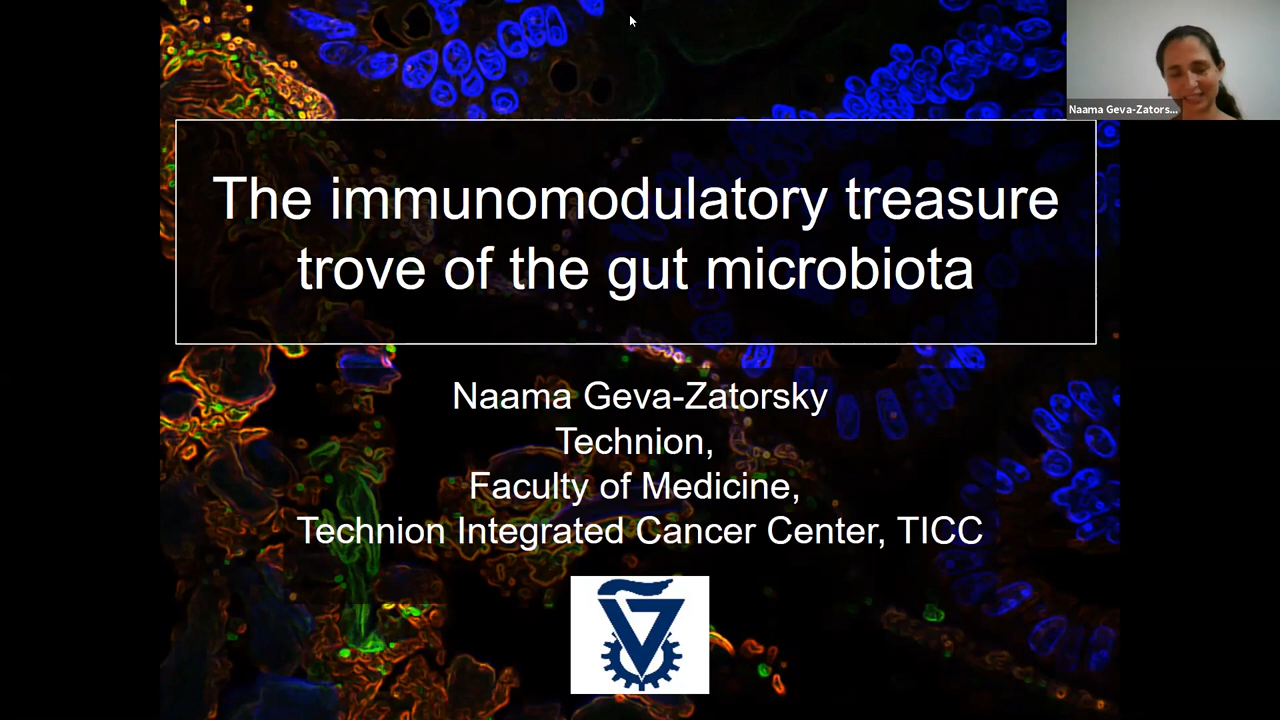 Naama Geva-Zators...
The immunomodulatory treasure
trove of the gut microbiota
Naama Geva-Zatorsky
Technion,
Faculty of Medicine,
Technion Integrated Cancer Center, TICC